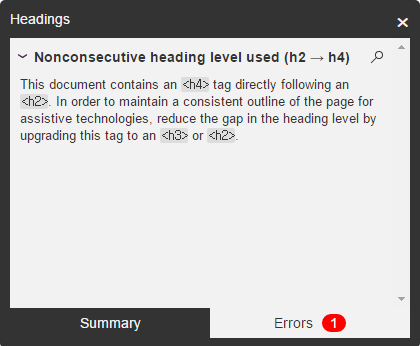 Headings
Nonconsecutive heading level used (h2 → h4)
This document contains an <h4> tag directly following an
<h2>. In order to maintain a consistent outline of the page for
assistive technologies, reduce the gap in the heading level by
upgrading this tag to an <h3> or <h2>.
Summary
Errors 1